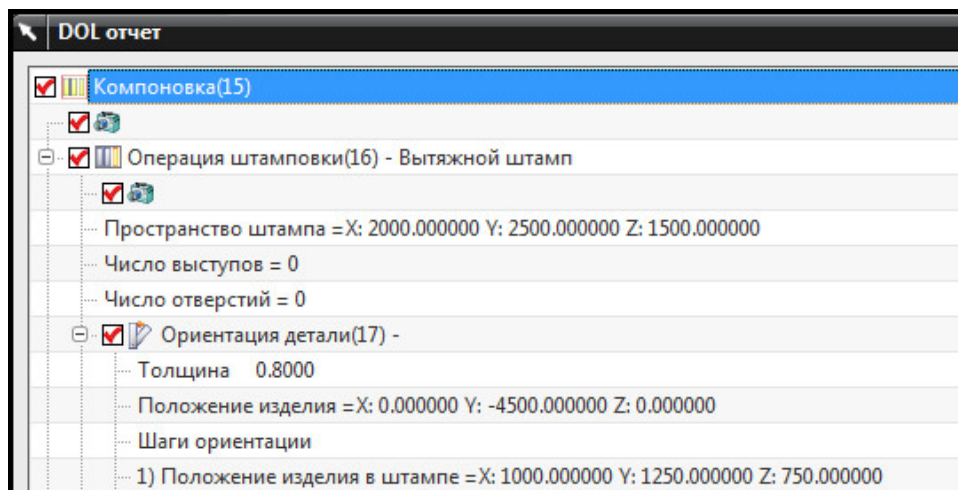 DOL отчет
Компоновка(15)
Операция штамповки(16) - Вытяжной штамп
Пространство штампа =X: 2000.000000 Y: 2500.000000 Z: 1500.000000
Число выступов = 0
Число отверстий = 0
Ориентация детали(17) -
Толщина 0.8000
Положение изделия =X: 0.000000 Y: -4500.000000 Z: 0.000000
Шаги ориентации
1) Положение изделия в штампе =X: 1000.000000 Y: 1250.000000 Z: 750.000000